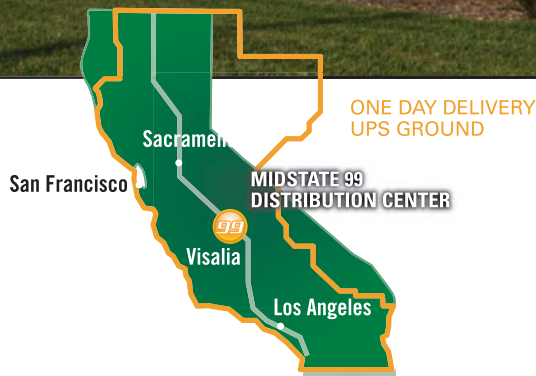 ONE DAY DELIVERY
UPS GROUND
Sacramen
San Francisco
MIDSTATE 99
DISTRIBUTION CENTER
99
Visalia
Los Angeles